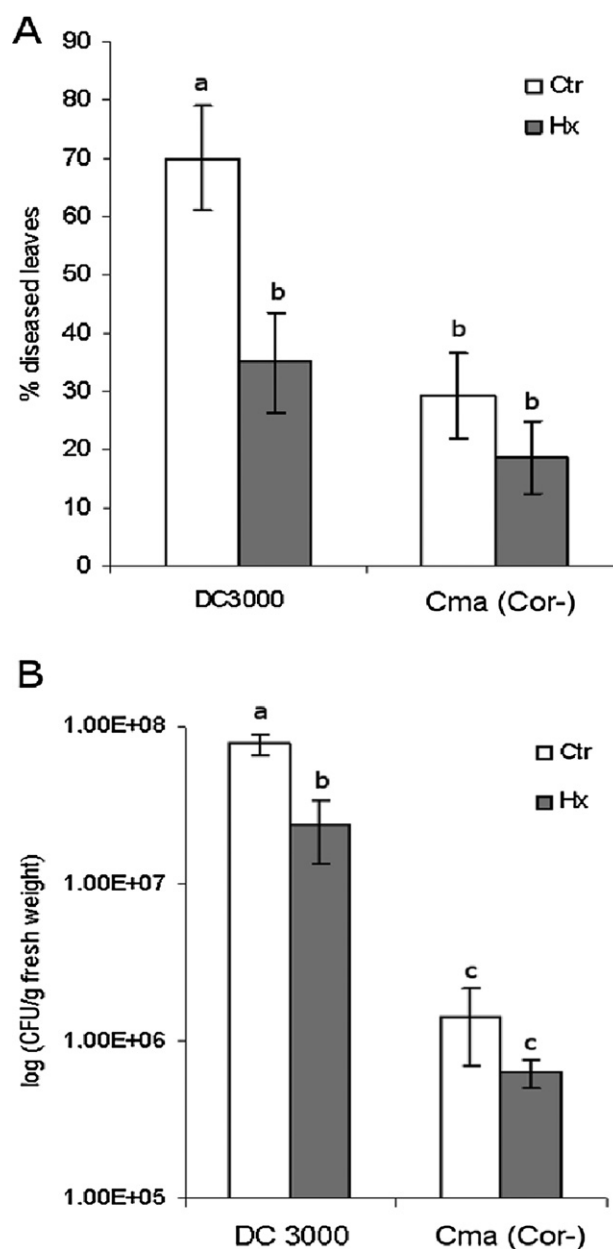 A
90
80
70
60
50
40
30
20
10
0
% diseased leaves
a
b
b
b
Ctr
Hx
DC3000
Cma (Cor-)
B
1.00E+08
1.00E+07
1.00E+06
1.00E+05
log (CFU/g fresh weight)
a
b
c
c
Ctr
Hx
DC 3000
Cma (Cor-)